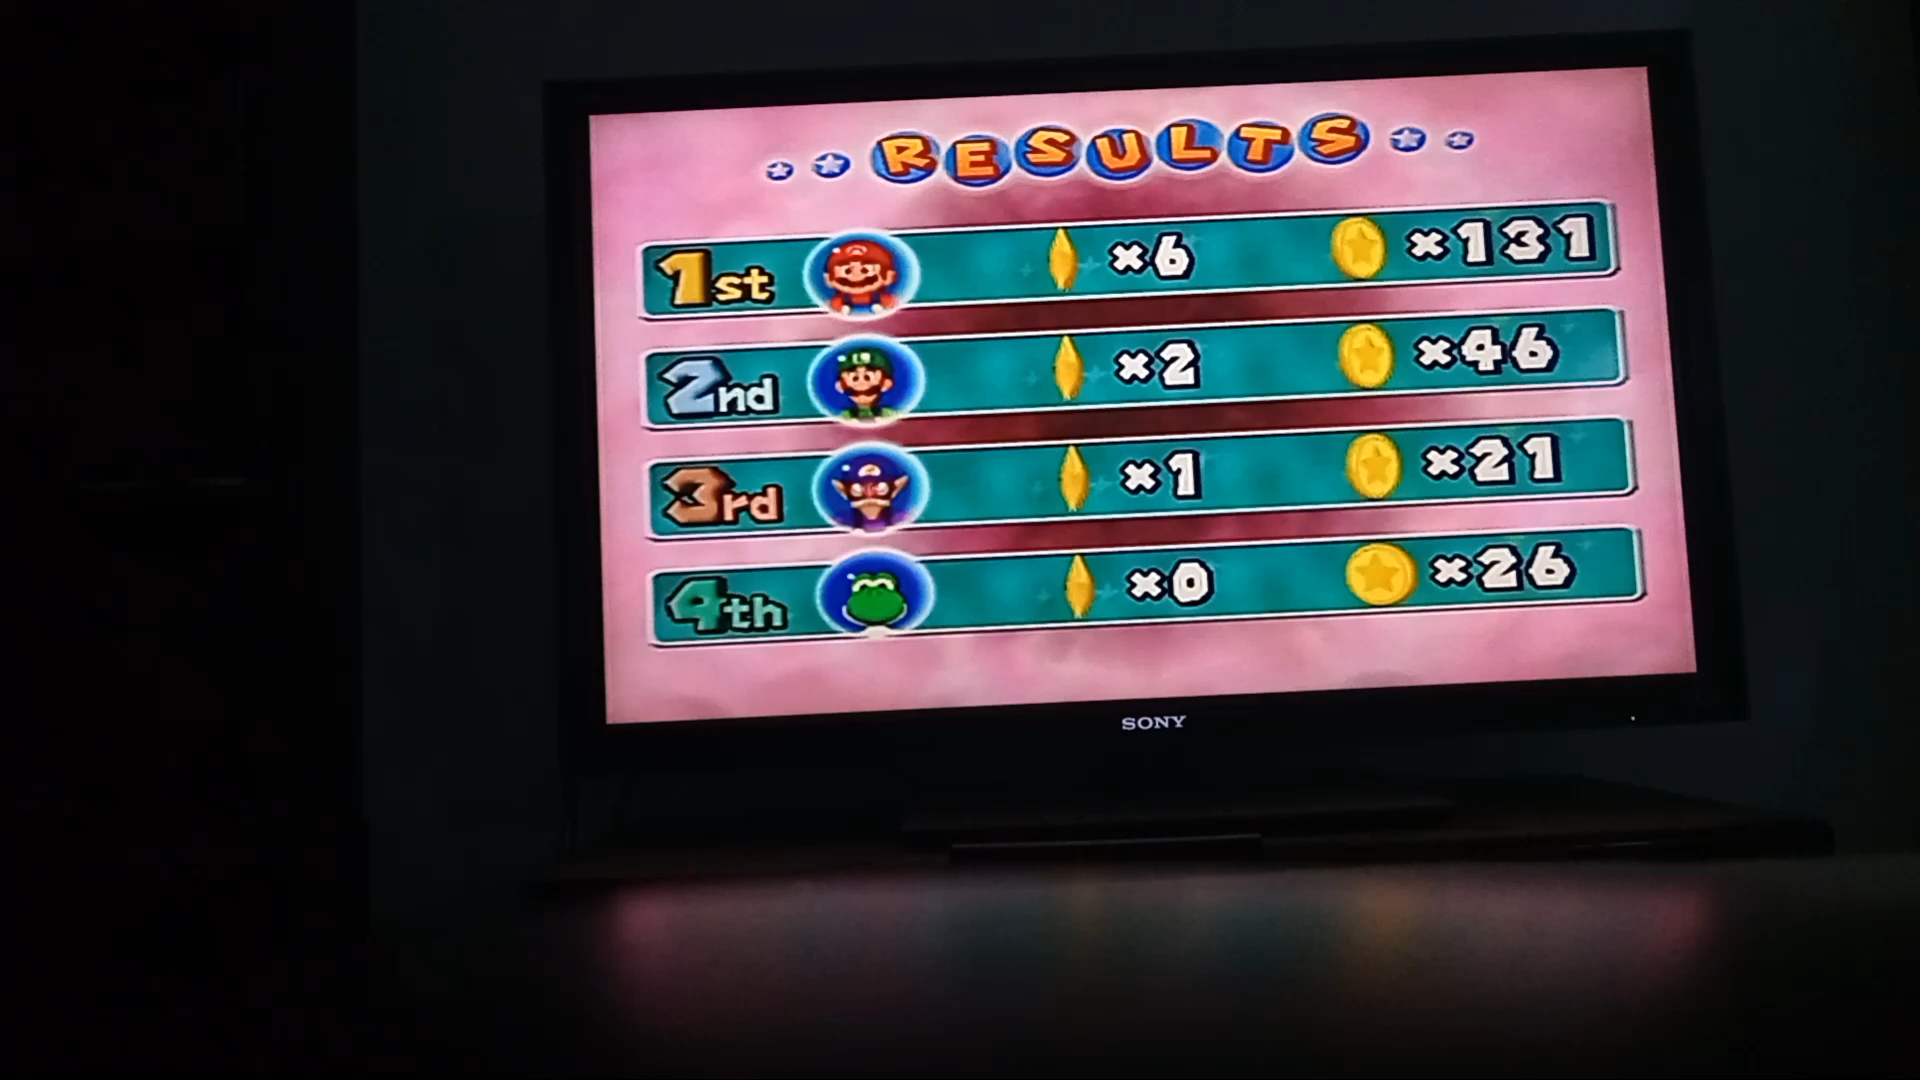 RESULTS
1st ×6 ×131
2nd ×2 ×46
3rd ×1 ×21
4th ×0 ×26
SONY